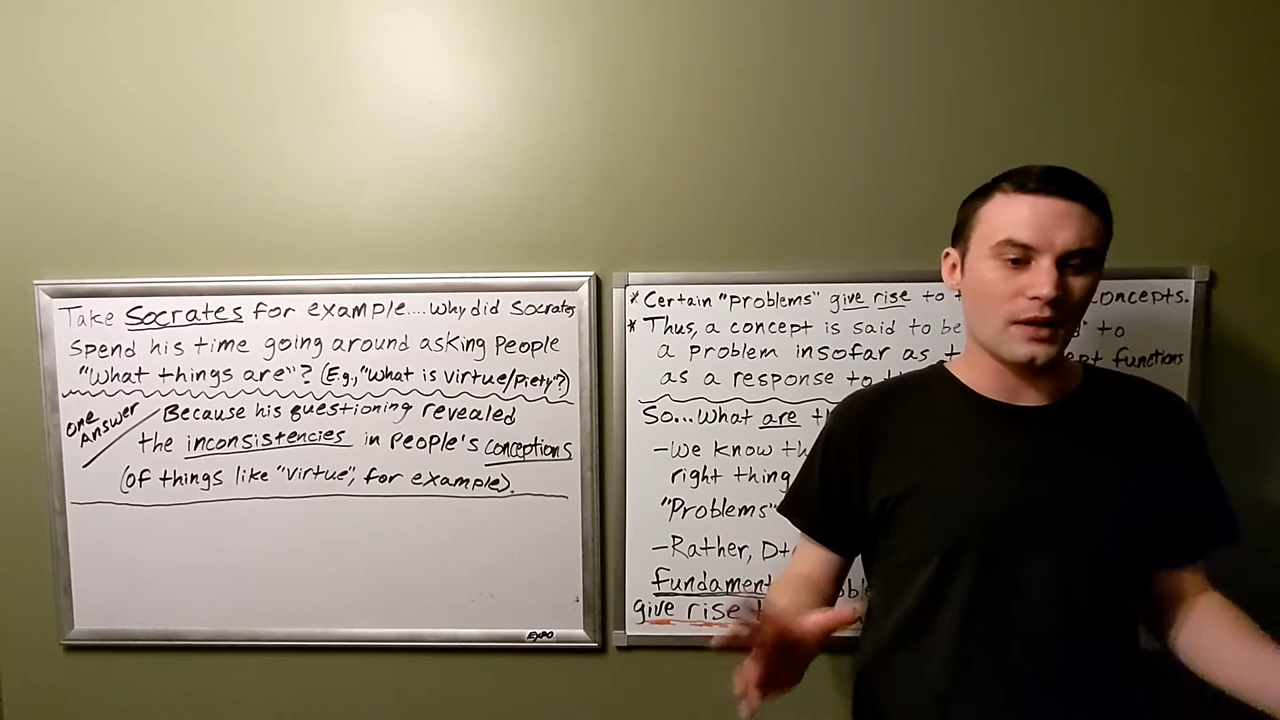 Take Socrates for example.... Why did Socrates
spend his time going around asking people
"What things are"? (E.g., "What is virtue/piety"?)
one Answer
Because his questioning revealed
the inconsistencies in people's conceptions
(of things like "virtue", for example).
EXPO
* Certain "problems" give rise to concepts.
* Thus, a concept is said to be to
a problem insofar as functions
as a response to
So... what are
- We know
right thing
"Problems"
- Rather,
give rise